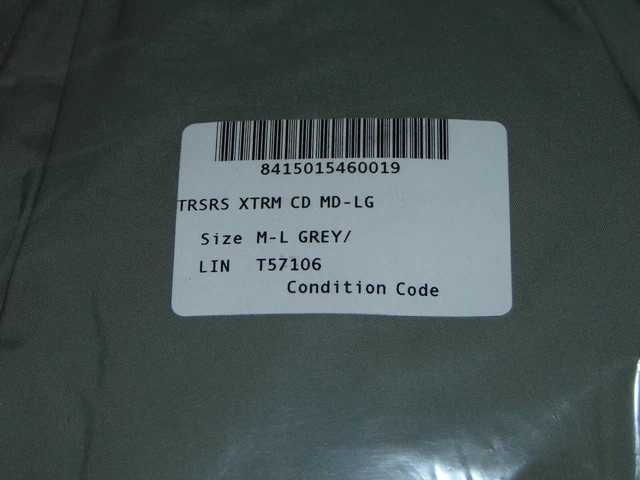 8415015460019
TRSRS XTRM CD MD-LG
Size M-L GREY/
LIN T57106
Condition Code